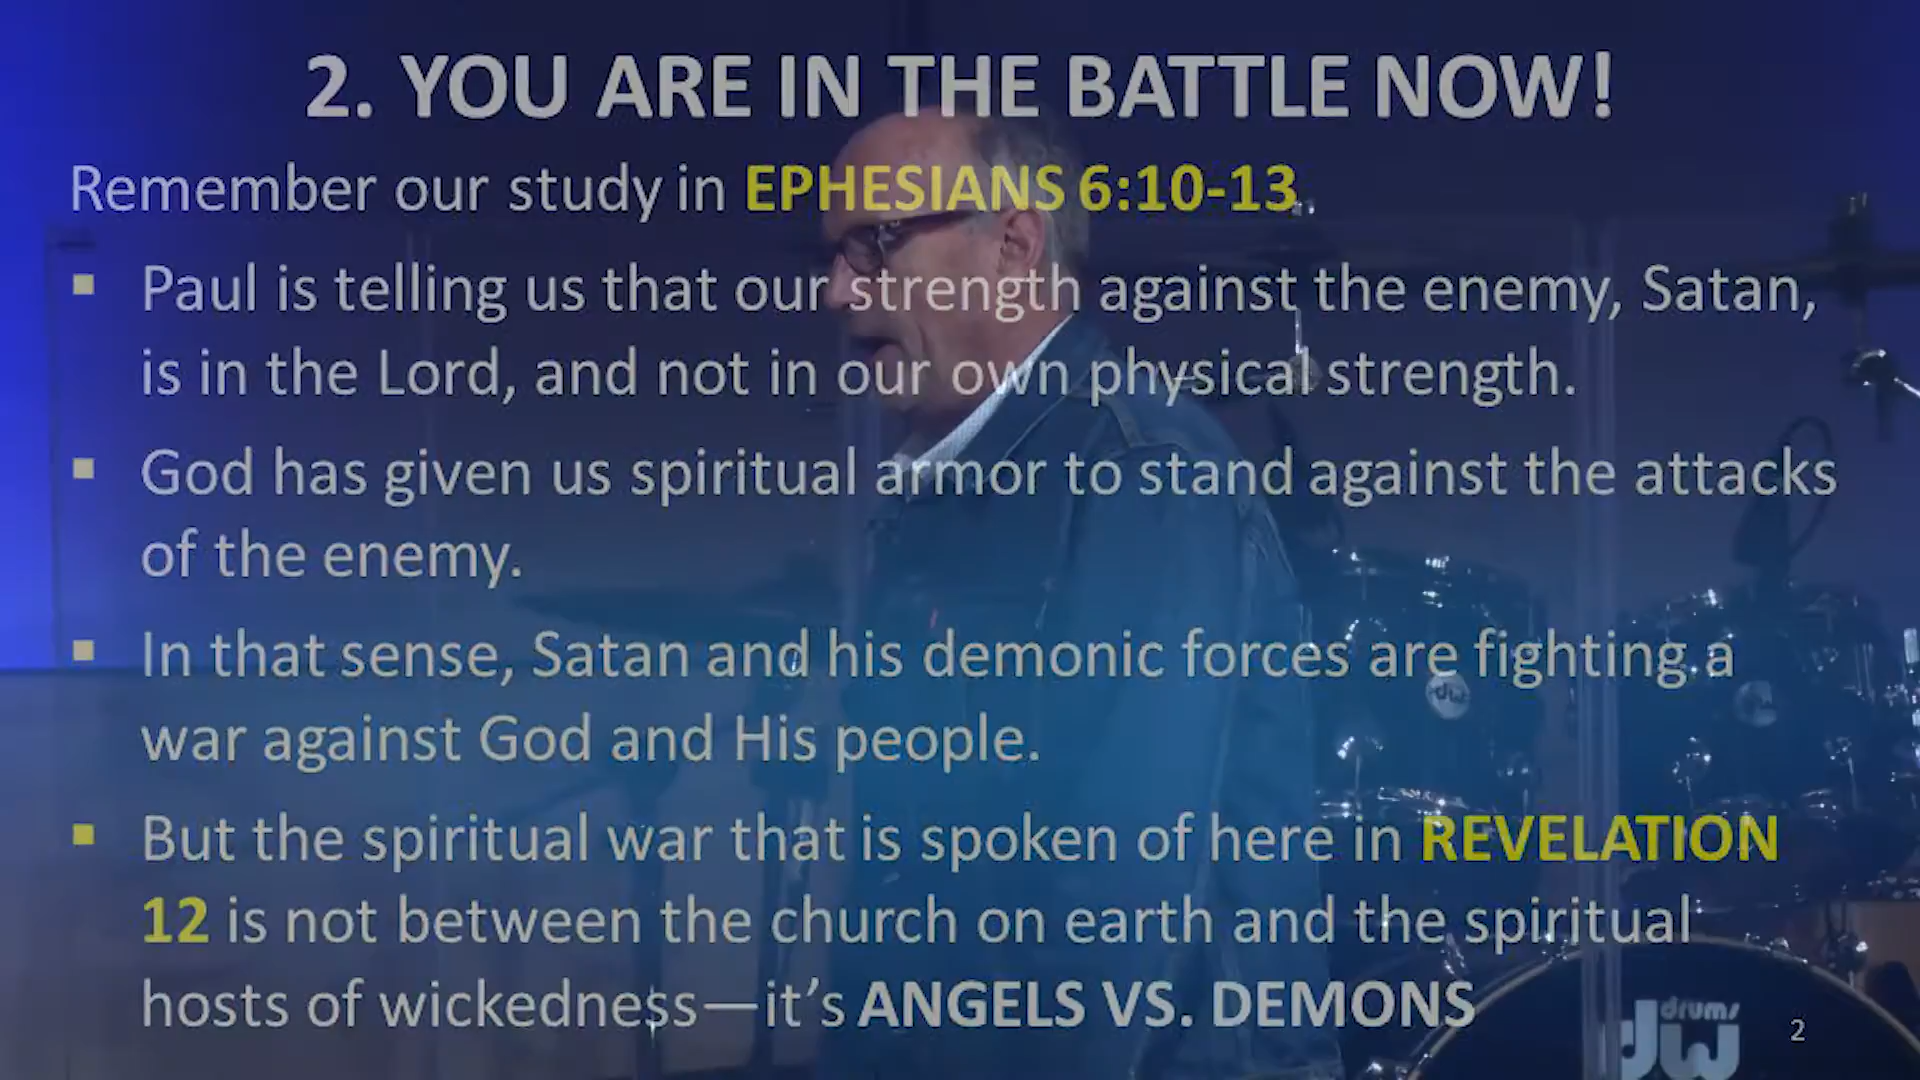 2. YOU ARE IN THE BATTLE NOW!
Remember our study in EPHESIANS 6:10-13.
▪ Paul is telling us that our strength against the enemy, Satan,
is in the Lord, and not in our own physical strength.
▪ God has given us spiritual armor to stand against the attacks
of the enemy.
▪ In that sense, Satan and his demonic forces are fighting a
war against God and His people.
▪ But the spiritual war that is spoken of here in REVELATION
12 is not between the church on earth and the spiritual
hosts of wickedness—it's ANGELS VS. DEMONS
dw
drums
dw
2